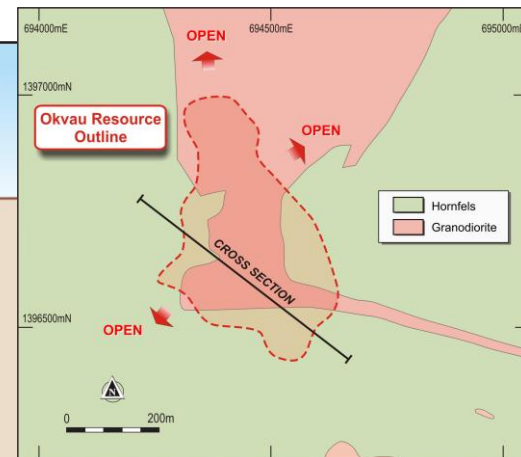 694000mE
694500mE
695000mE
OPEN
1397000mN
Okvau Resource
Outline
OPEN
Hornfels
Granodiorite
CROSS SECTION
1396500mN
OPEN
N
0
200m